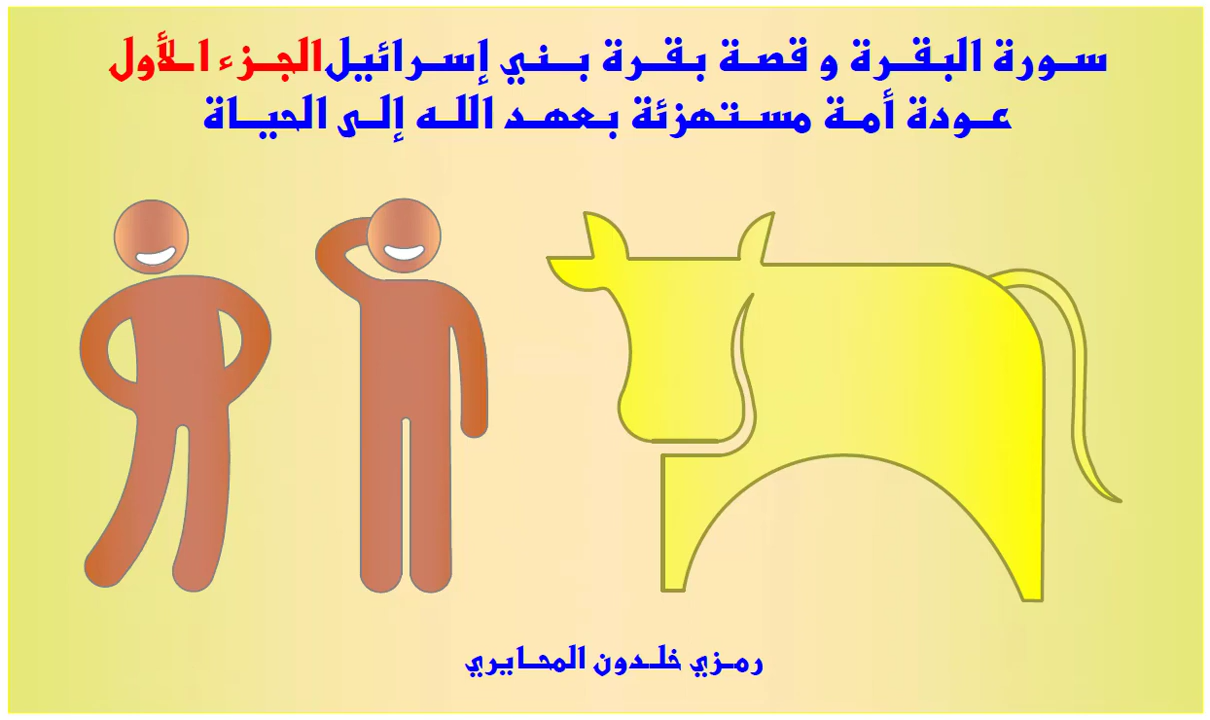 سورة البقرة و قصة بقرة بني إسرائيل الجزء الأول
عودة أمة مستهزئة بعهد الله إلى الحياة
رمزي خلدون المحايري